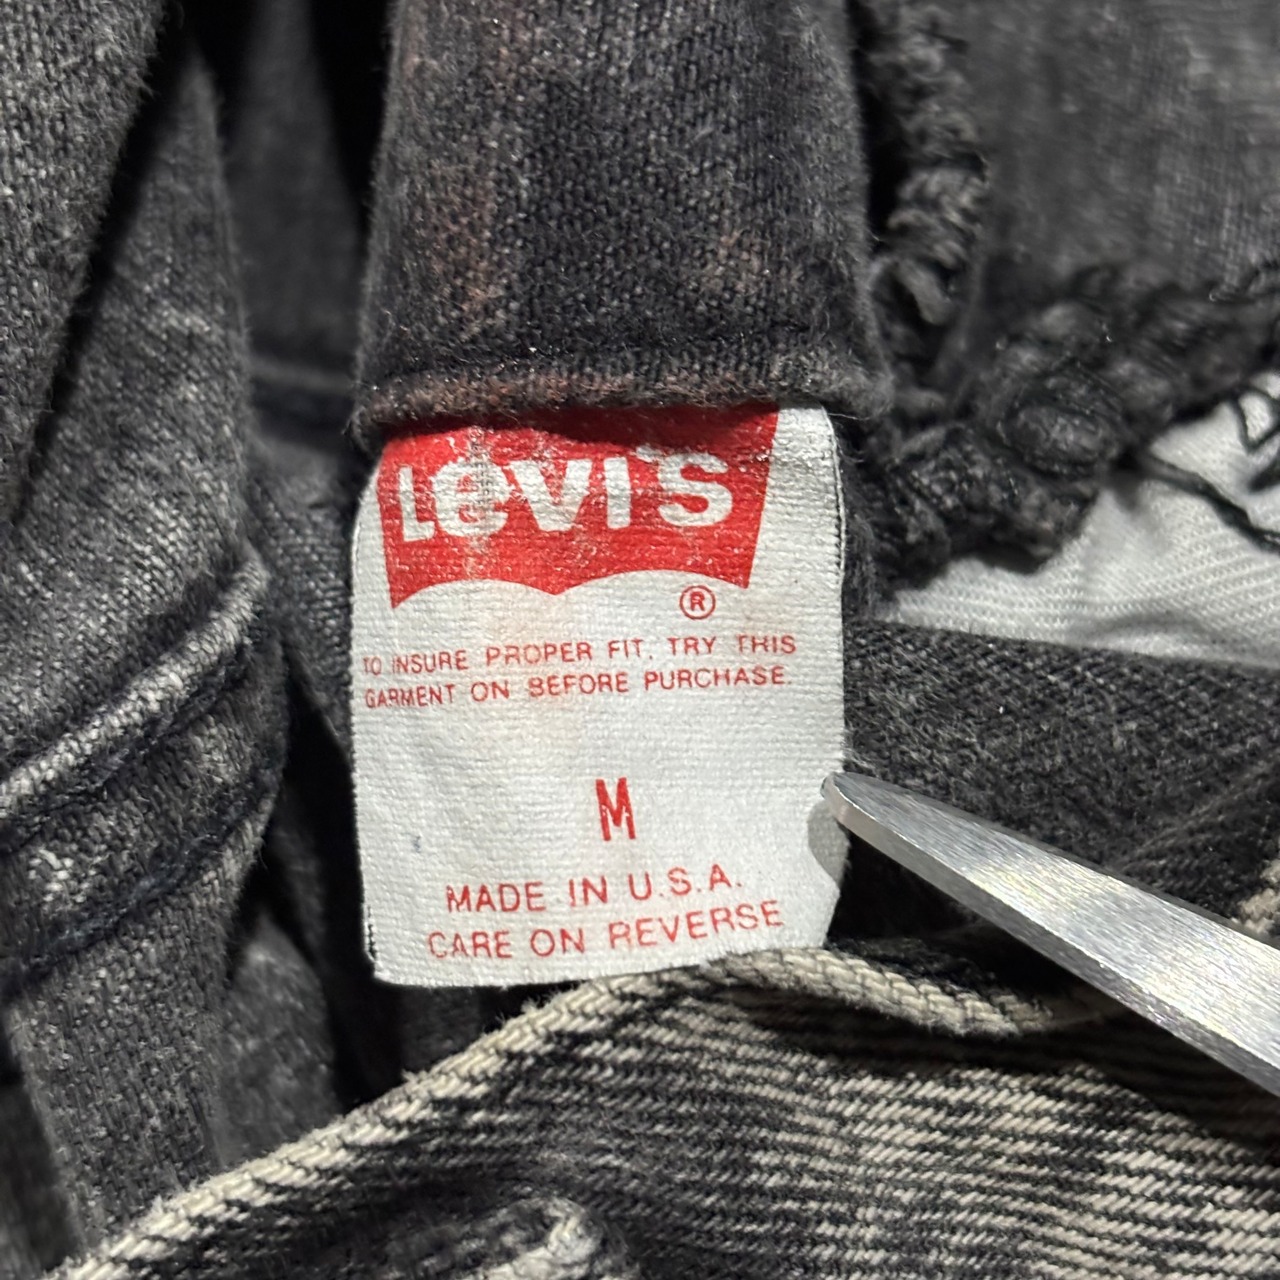 Levi's
®
TO INSURE PROPER FIT, TRY THIS
GARMENT ON BEFORE PURCHASE.
M
MADE IN U.S.A.
CARE ON REVERSE